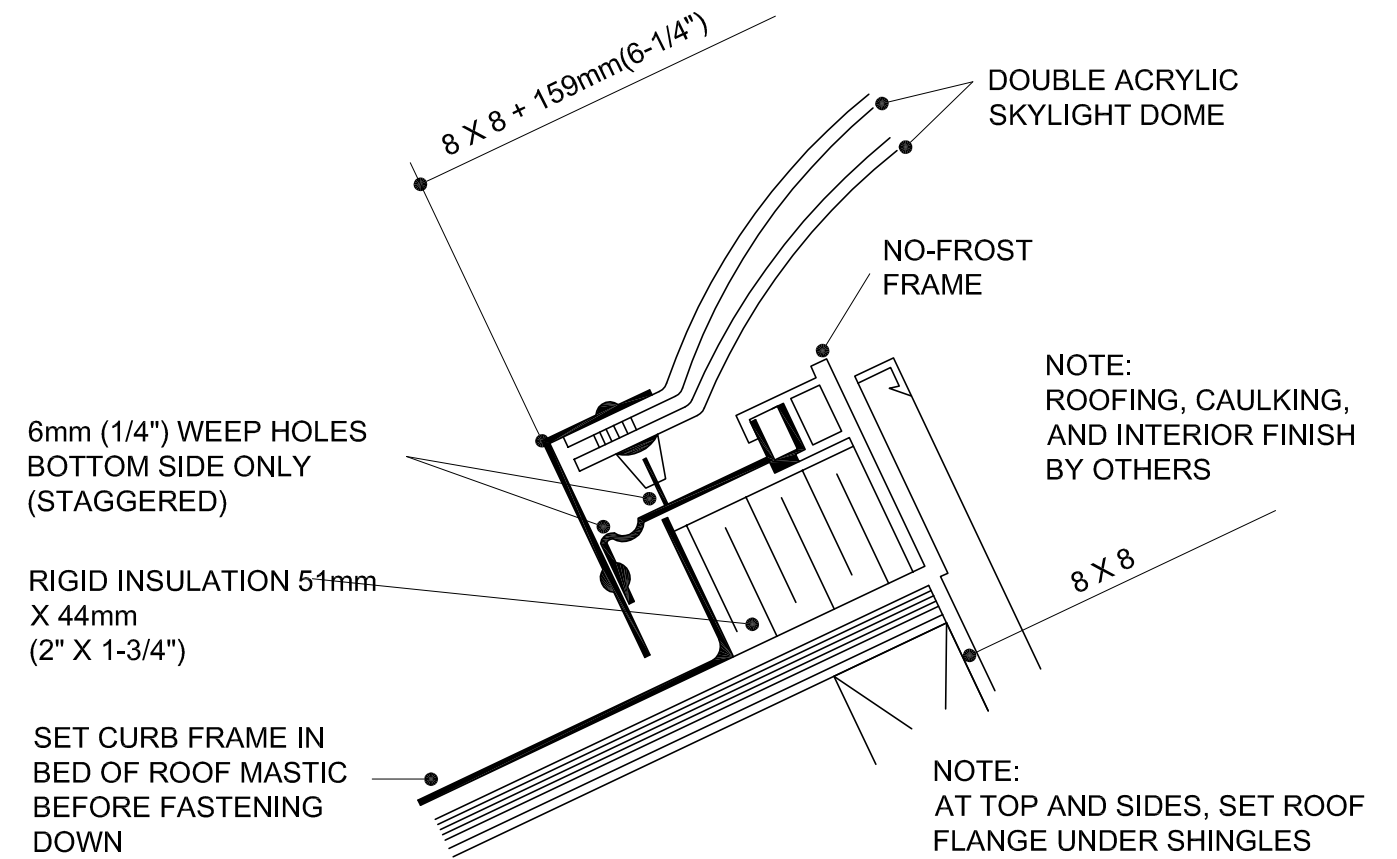 8 X 8 + 159mm(6-1/4")
DOUBLE ACRYLIC
SKYLIGHT DOME
NO-FROST
FRAME
NOTE:
ROOFING, CAULKING,
AND INTERIOR FINISH
BY OTHERS
6mm (1/4") WEEP HOLES
BOTTOM SIDE ONLY
(STAGGERED)
RIGID INSULATION 51mm
X 44mm
(2" X 1-3/4")
8 X 8
SET CURB FRAME IN
BED OF ROOF MASTIC
BEFORE FASTENING
DOWN
NOTE:
AT TOP AND SIDES, SET ROOF
FLANGE UNDER SHINGLES